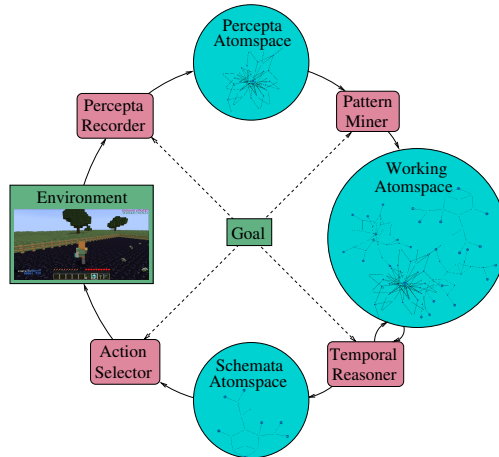 Percepta
Atomspace
Percepta
Recorder
Pattern
Miner
Environment
Working
Atomspace
Goal
Action
Selector
Schemata
Atomspace
Temporal
Reasoner